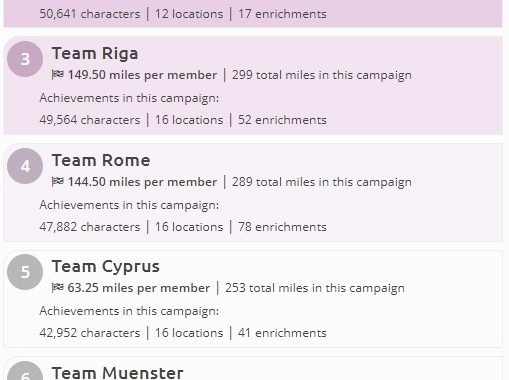 50,641 characters | 12 locations | 17 enrichments
3
Team Riga
149.50 miles per member | 299 total miles in this campaign
Achievements in this campaign:
49,564 characters | 16 locations | 52 enrichments
4
Team Rome
144.50 miles per member | 289 total miles in this campaign
Achievements in this campaign:
47,882 characters | 16 locations | 78 enrichments
5
Team Cyprus
63.25 miles per member | 253 total miles in this campaign
Achievements in this campaign:
42,952 characters | 16 locations | 41 enrichments
6
Team Muenster